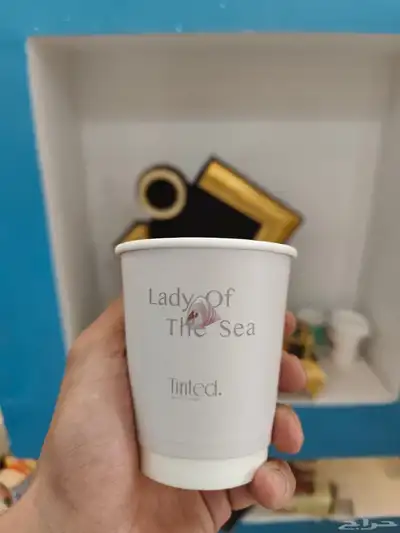 Lady Of
The Sea
Tinted.
حراج